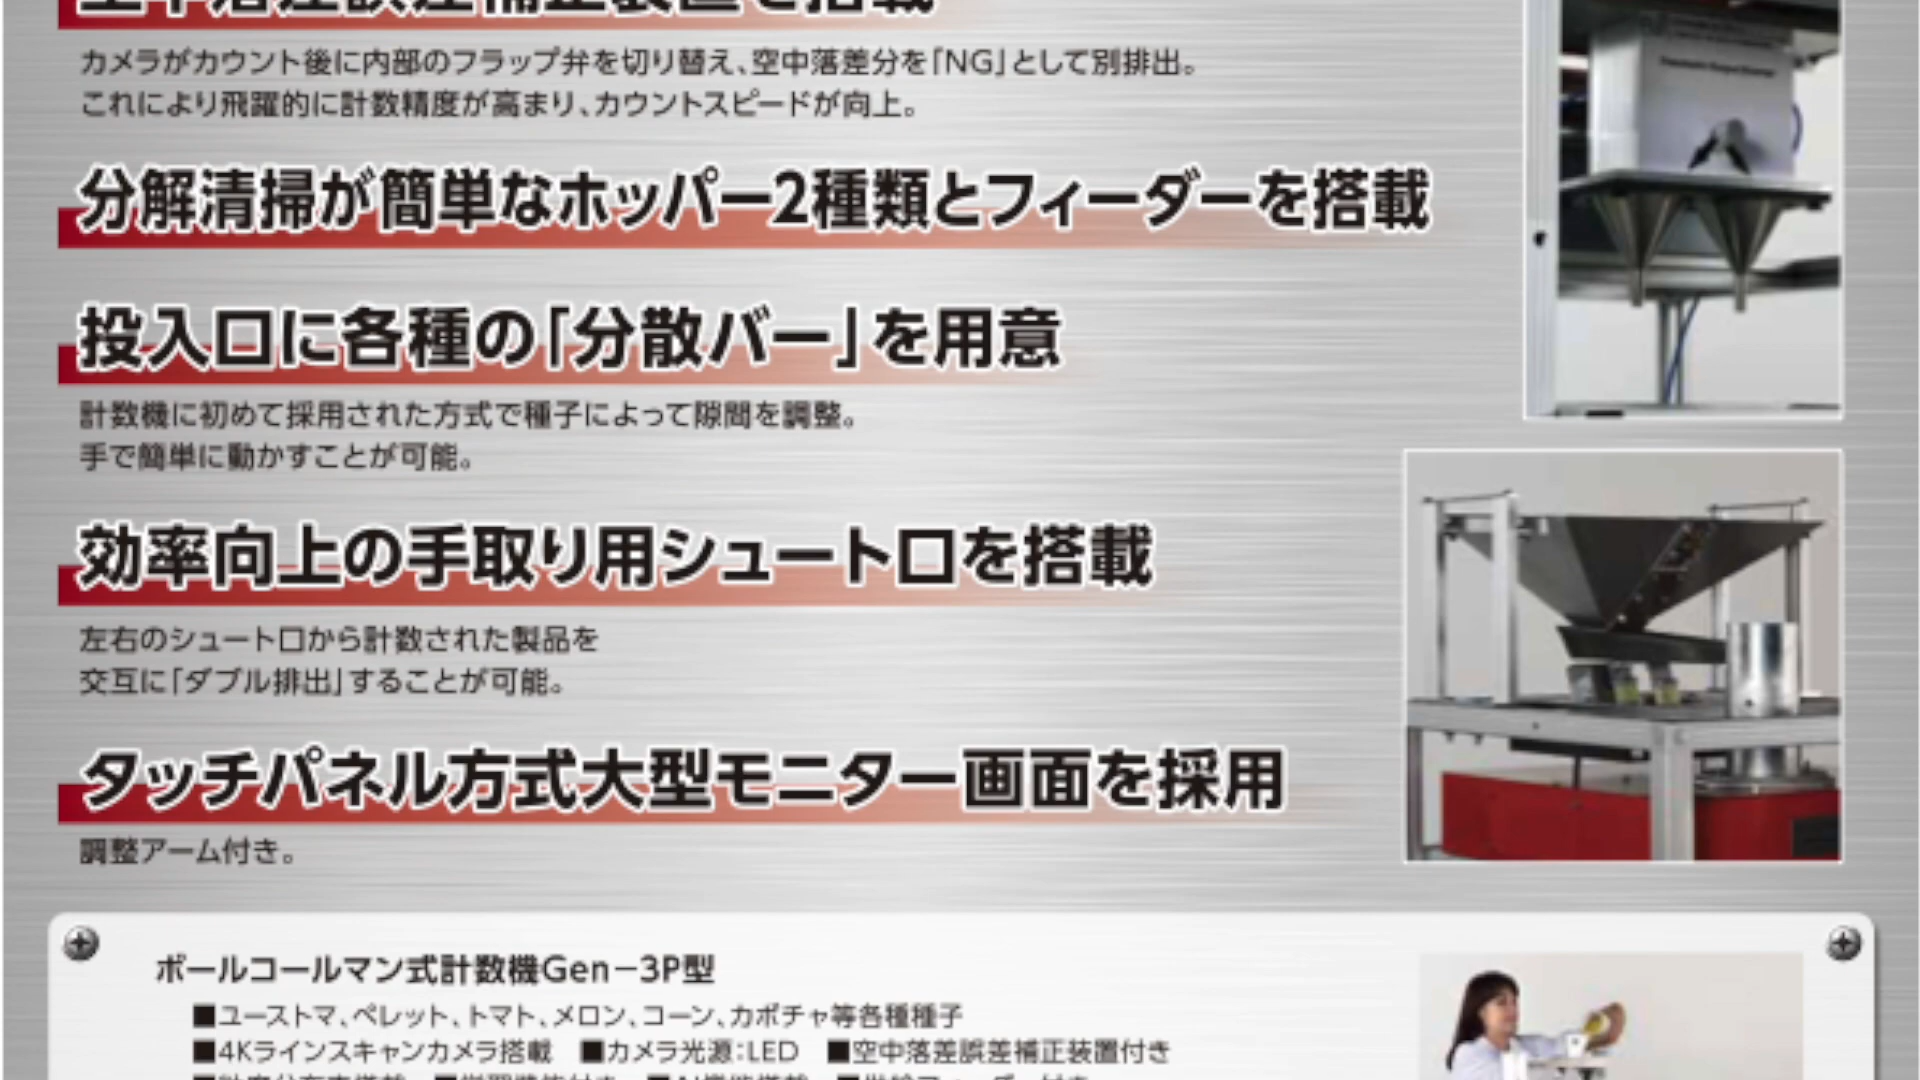 空中落差誤差補正装置を搭載
カメラがカウント後に内部のフラップ弁を切り替え、空中落差分を「NG」として別排出。
これにより飛躍的に計数精度が高まり、カウントスピードが向上。
分解清掃が簡単なホッパー2種類とフィーダーを搭載
投入口に各種の「分散バー」を用意
計数機に初めて採用された方式で種子によって隙間を調整。
手で簡単に動かすことが可能。
効率向上の手取り用シュート口を搭載
左右のシュート口から計数された製品を
交互に「ダブル排出」することが可能。
タッチパネル方式大型モニター画面を採用
調整アーム付き。
ポールコールマン式計数機Gen－3P型
■ユーストマ、ペレット、トマト、メロン、コーン、カボチャ等各種種子
■4Kラインスキャンカメラ搭載　■カメラ光源：LED　■空中落差誤差補正装置付き